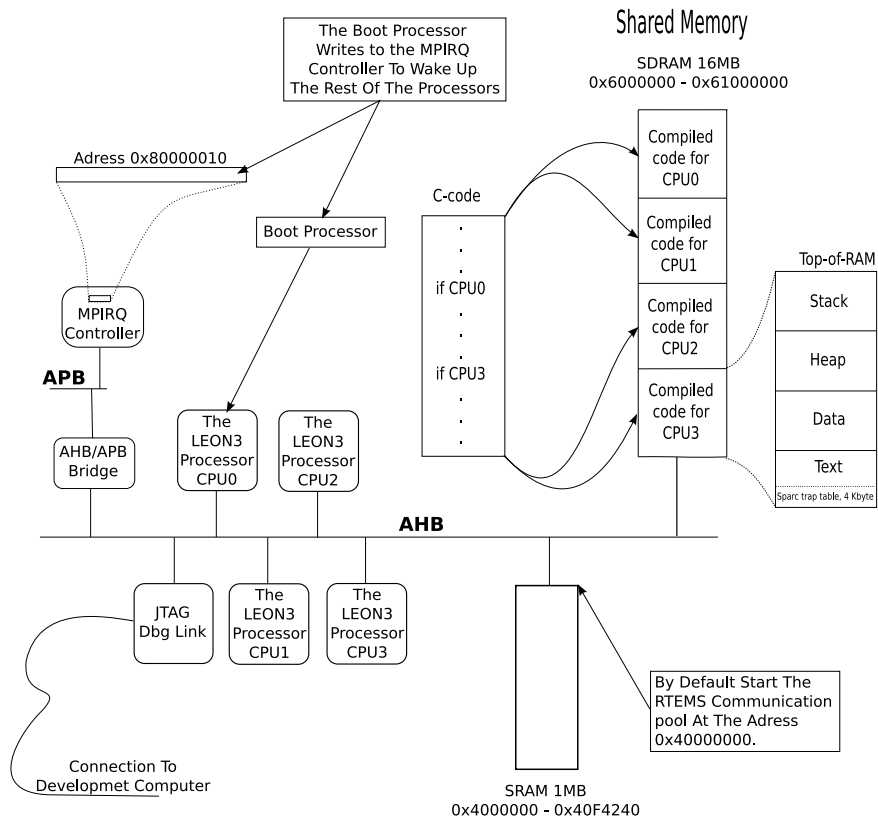 The Boot Processor
Writes to the MPIRQ
Controller To Wake Up
The Rest Of The Processors
Shared Memory
SDRAM 16MB
0x6000000 - 0x61000000
Adress 0x80000010
Boot Processor
MPIRQ
Controller
APB
AHB/APB
Bridge
The
LEON3
Processor
CPU0
The
LEON3
Processor
CPU2
C-code
if CPU0
if CPU3
Compiled
code for
CPU0
Compiled
code for
CPU1
Compiled
code for
CPU2
Compiled
code for
CPU3
Top-of-RAM
Stack
Heap
Data
Text
Sparc trap table, 4 Kbyte
AHB
JTAG
Dbg Link
The
LEON3
Processor
CPU1
The
LEON3
Processor
CPU3
By Default Start The
RTEMS Communication
pool At The Adress
0x40000000.
Connection To
Developmet Computer
SRAM 1MB
0x4000000 - 0x40F4240